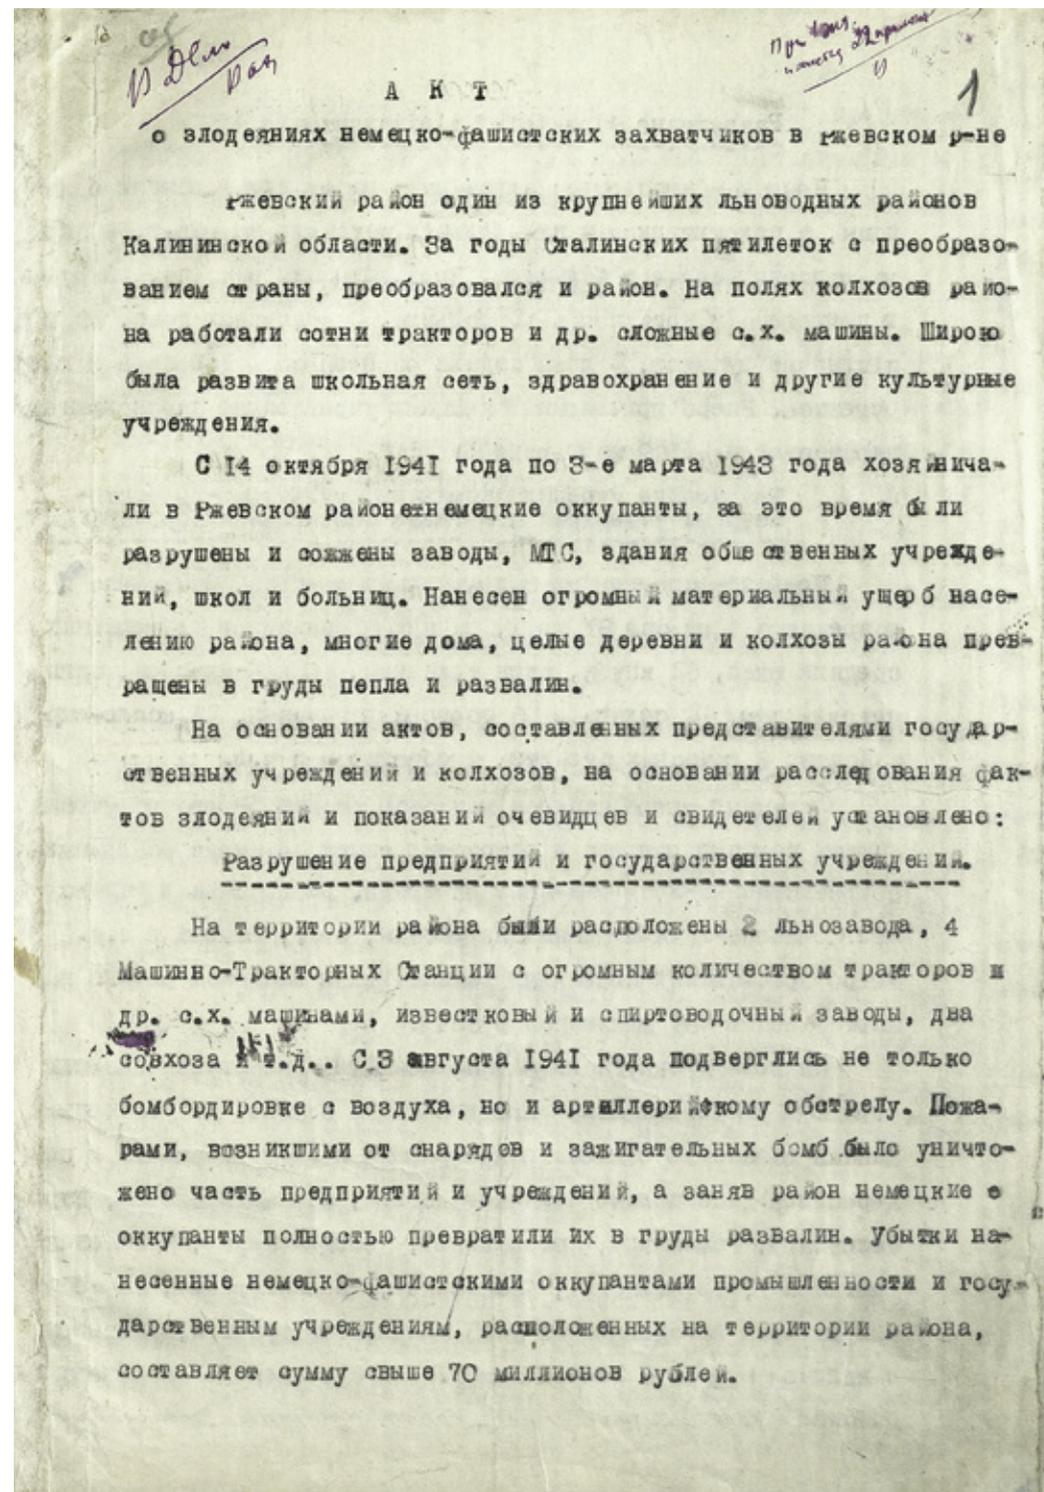 В Дело
1
А К Т
о злодеяниях немецко-фашистских захватчиков в Ржевском р-не
Ржевский район один из крупнейших льноводных районов
Калининской области. За годы Сталинских пятилеток с преобразо-
ванием страны, преобразовался и район. На полях колхозов райо-
на работали сотни тракторов и др. сложные с.х. машины. Широко
была развита школьная сеть, здравохранение и другие культурные
учреждения.
С 14 октября 1941 года по 3-е марта 1943 года хозяйнича-
ли в Ржевском районе немецкие оккупанты, за это время были
разрушены и сожжены заводы, МТС, здания общественных учрежде-
ний, школ и больниц. Нанесен огромный материальный ущерб насе-
лению района, многие дома, целые деревни и колхозы района прев-
ращены в груды пепла и развалин.
На основании актов, составленных представителями государ-
ственных учреждений и колхозов, на основании расследования фак-
тов злодеяний и показаний очевидцев и свидетелей установлено:
Разрушение предприятий и государственных учреждений.
На территории района были расположены 2 льнозавода, 4
Машинно-Тракторных Станции с огромным количеством тракторов и
др. с.х. машинами, известковый и спиртоводочный заводы, два
совхоза и т.д.. С 3 августа 1941 года подверглись не только
бомбордировке с воздуха, но и артиллерийскому обстрелу. Пожа-
рами, возникшими от снарядов и зажигательных бомб было уничто-
жено часть предприятий и учреждений, а заняв район немецкие о
оккупанты полностью превратили их в груды развалин. Убытки на-
несенные немецко-фашистскими оккупантами промышленности и госу-
дарственным учреждениям, расположенных на территории района,
составляет сумму свыше 70 миллионов рублей.